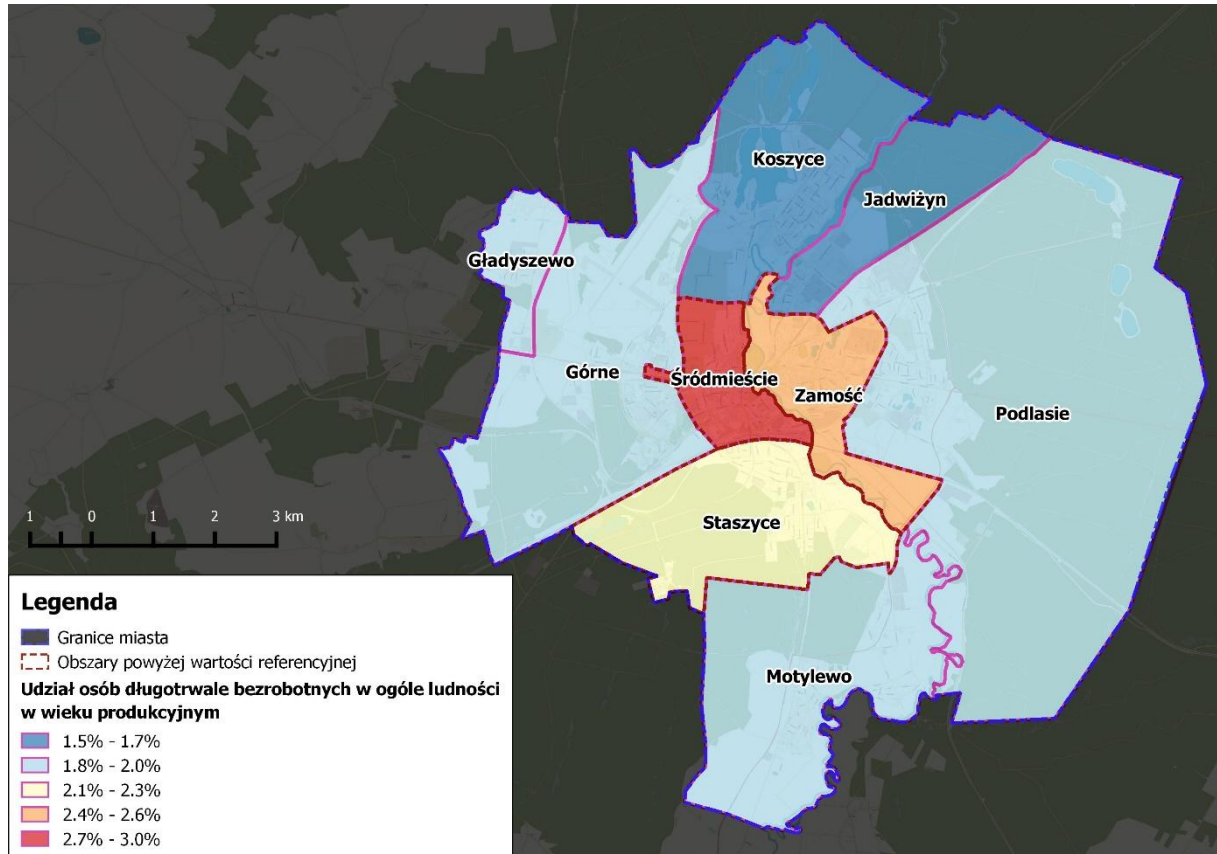 Koszyce
Jadwiżyn
Gładyszewo
Górne
Śródmieście
Zamość
Podlasie
Staszyce
Motylewo
1 0 1 2 3 km
Legenda
Granice miasta
Obszary powyżej wartości referencyjnej
Udział osób długotrwale bezrobotnych w ogóle ludności
w wieku produkcyjnym
1.5% - 1.7%
1.8% - 2.0%
2.1% - 2.3%
2.4% - 2.6%
2.7% - 3.0%